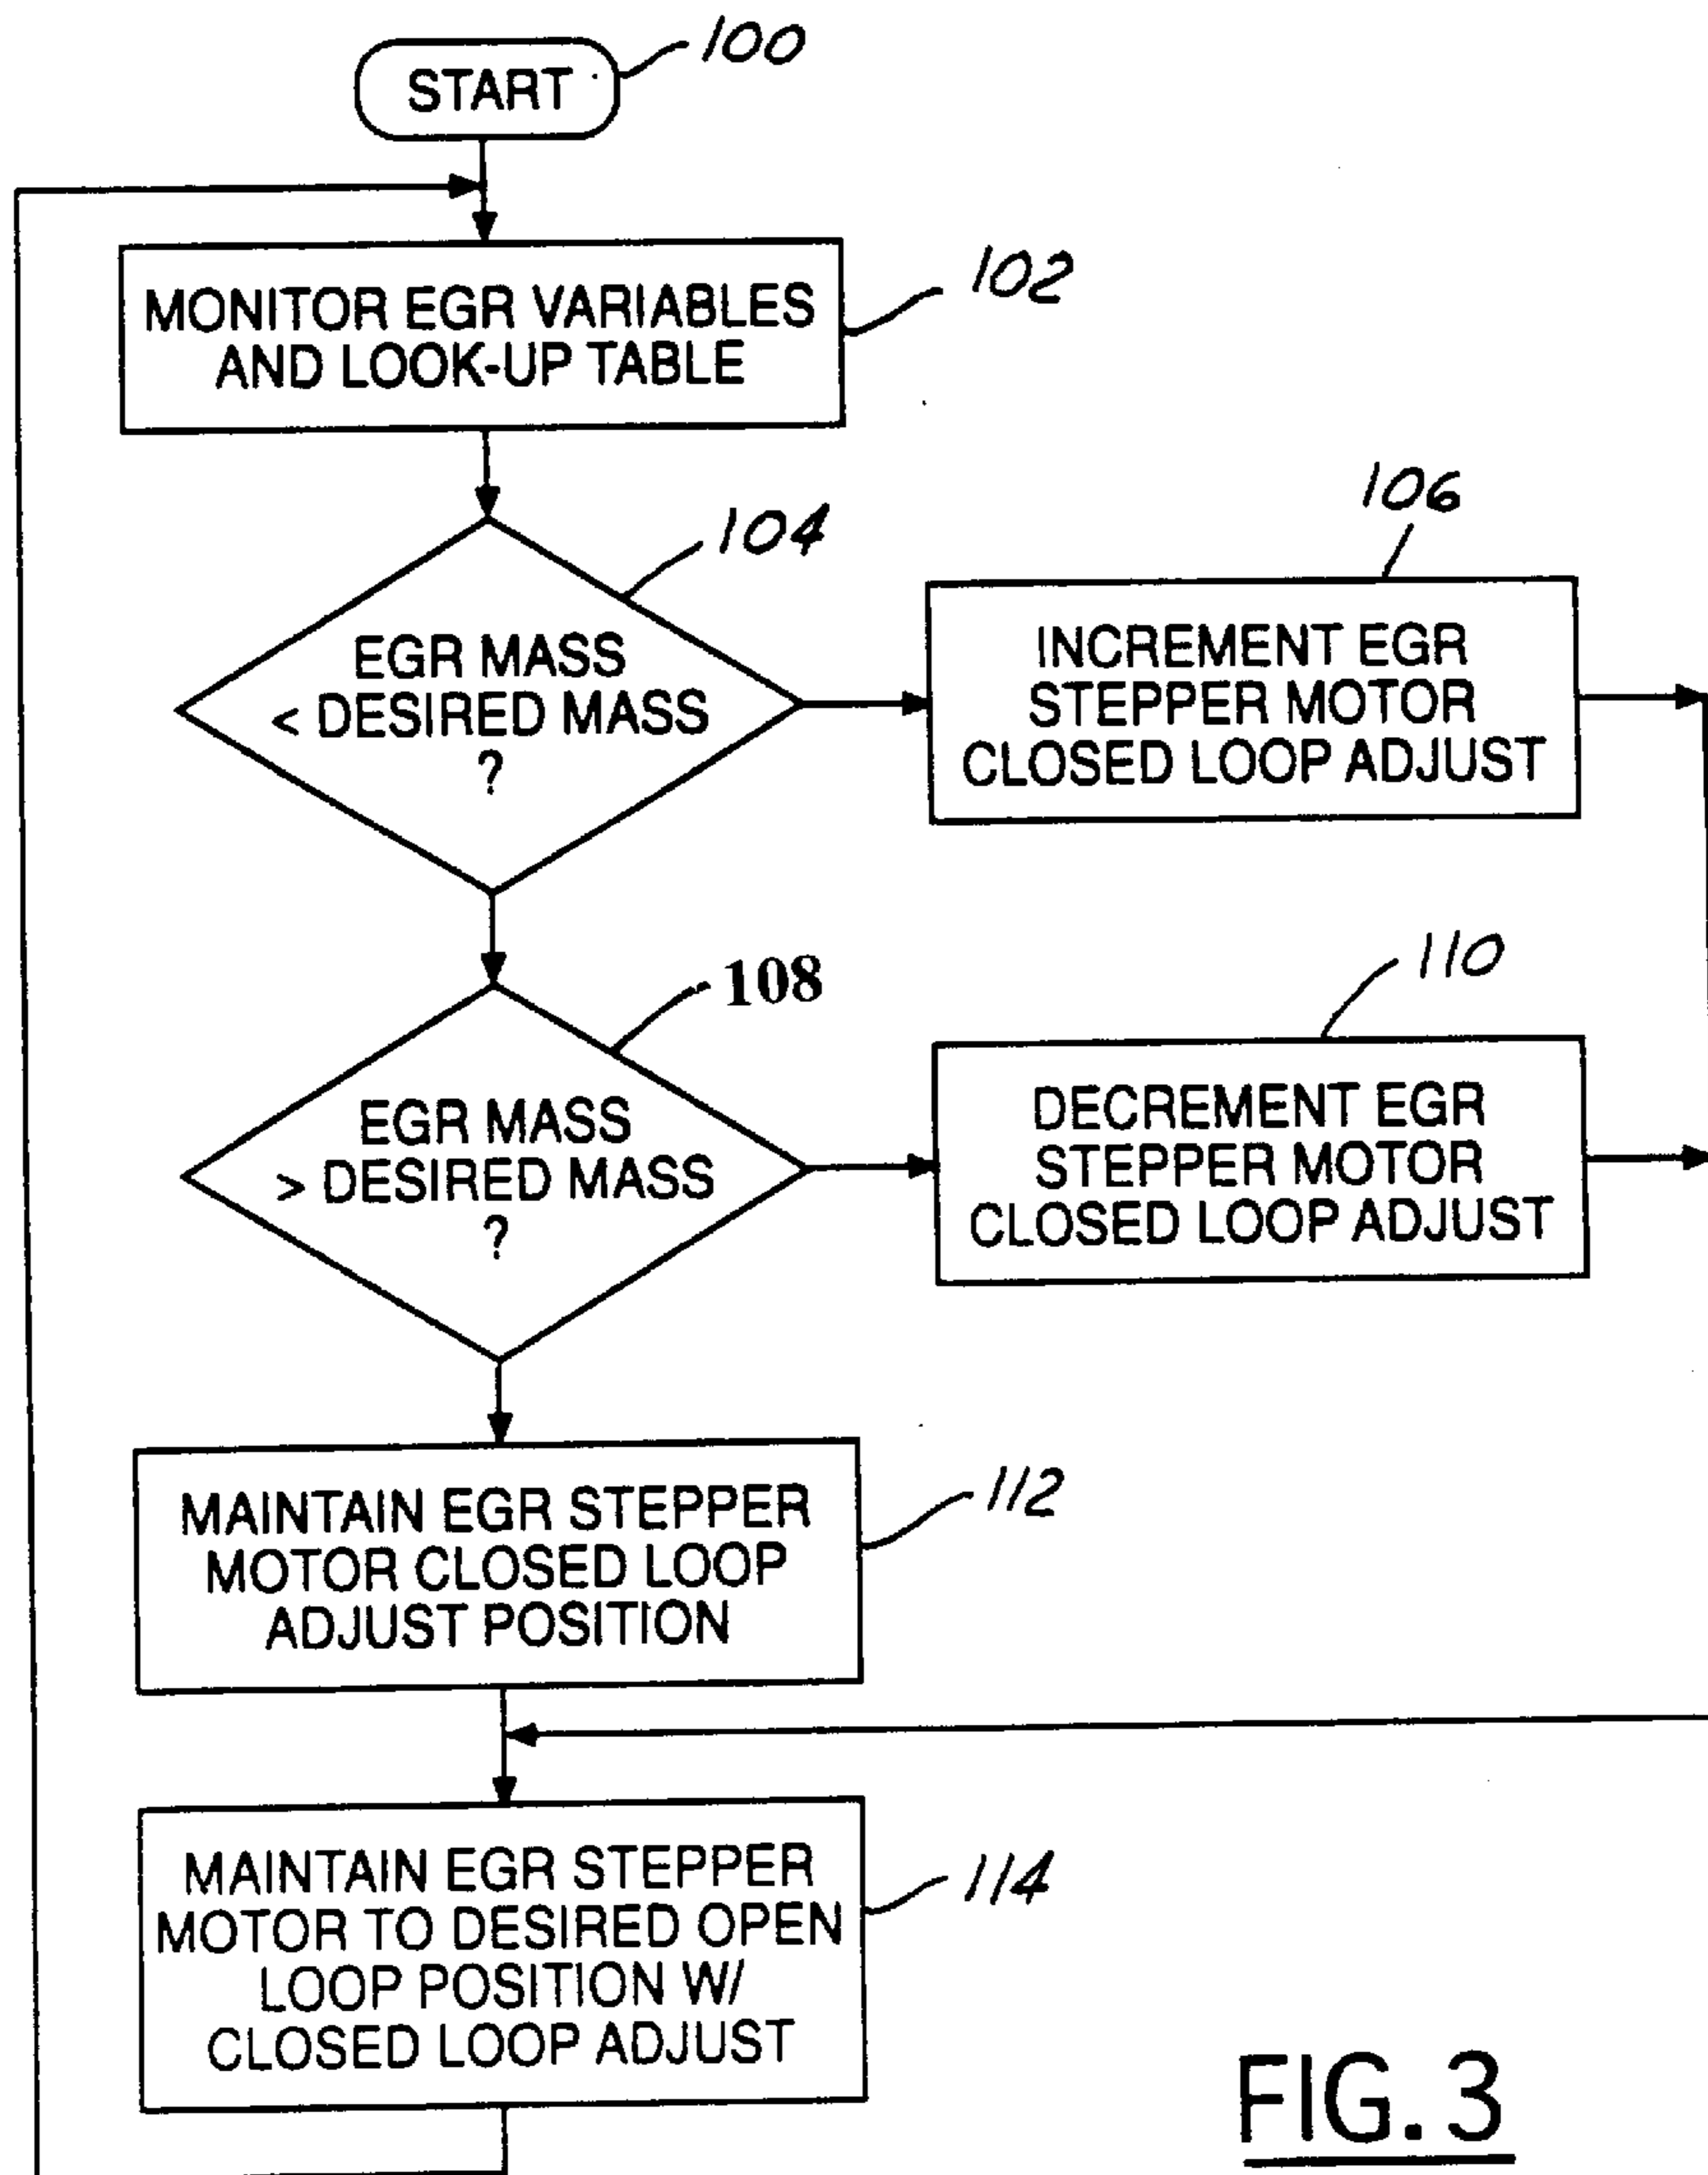 START
100
MONITOR EGR VARIABLES
AND LOOK-UP TABLE
102
EGR MASS
< DESIRED MASS
?
104
INCREMENT EGR
STEPPER MOTOR
CLOSED LOOP ADJUST
106
EGR MASS
> DESIRED MASS
?
108
DECREMENT EGR
STEPPER MOTOR
CLOSED LOOP ADJUST
110
MAINTAIN EGR STEPPER
MOTOR CLOSED LOOP
ADJUST POSITION
112
MAINTAIN EGR STEPPER
MOTOR TO DESIRED OPEN
LOOP POSITION W/
CLOSED LOOP ADJUST
114
FIG. 3